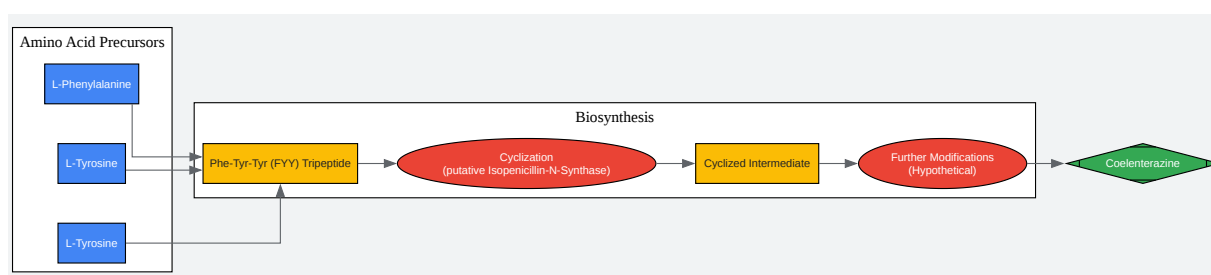 Amino Acid Precursors
L-Phenylalanine
L-Tyrosine
L-Tyrosine
Biosynthesis
Phe-Tyr-Tyr (FYY) Tripeptide
Cyclization
(putative Isopenicillin-N-Synthase)
Cyclized Intermediate
Further Modifications
(Hypothetical)
Coelenterazine